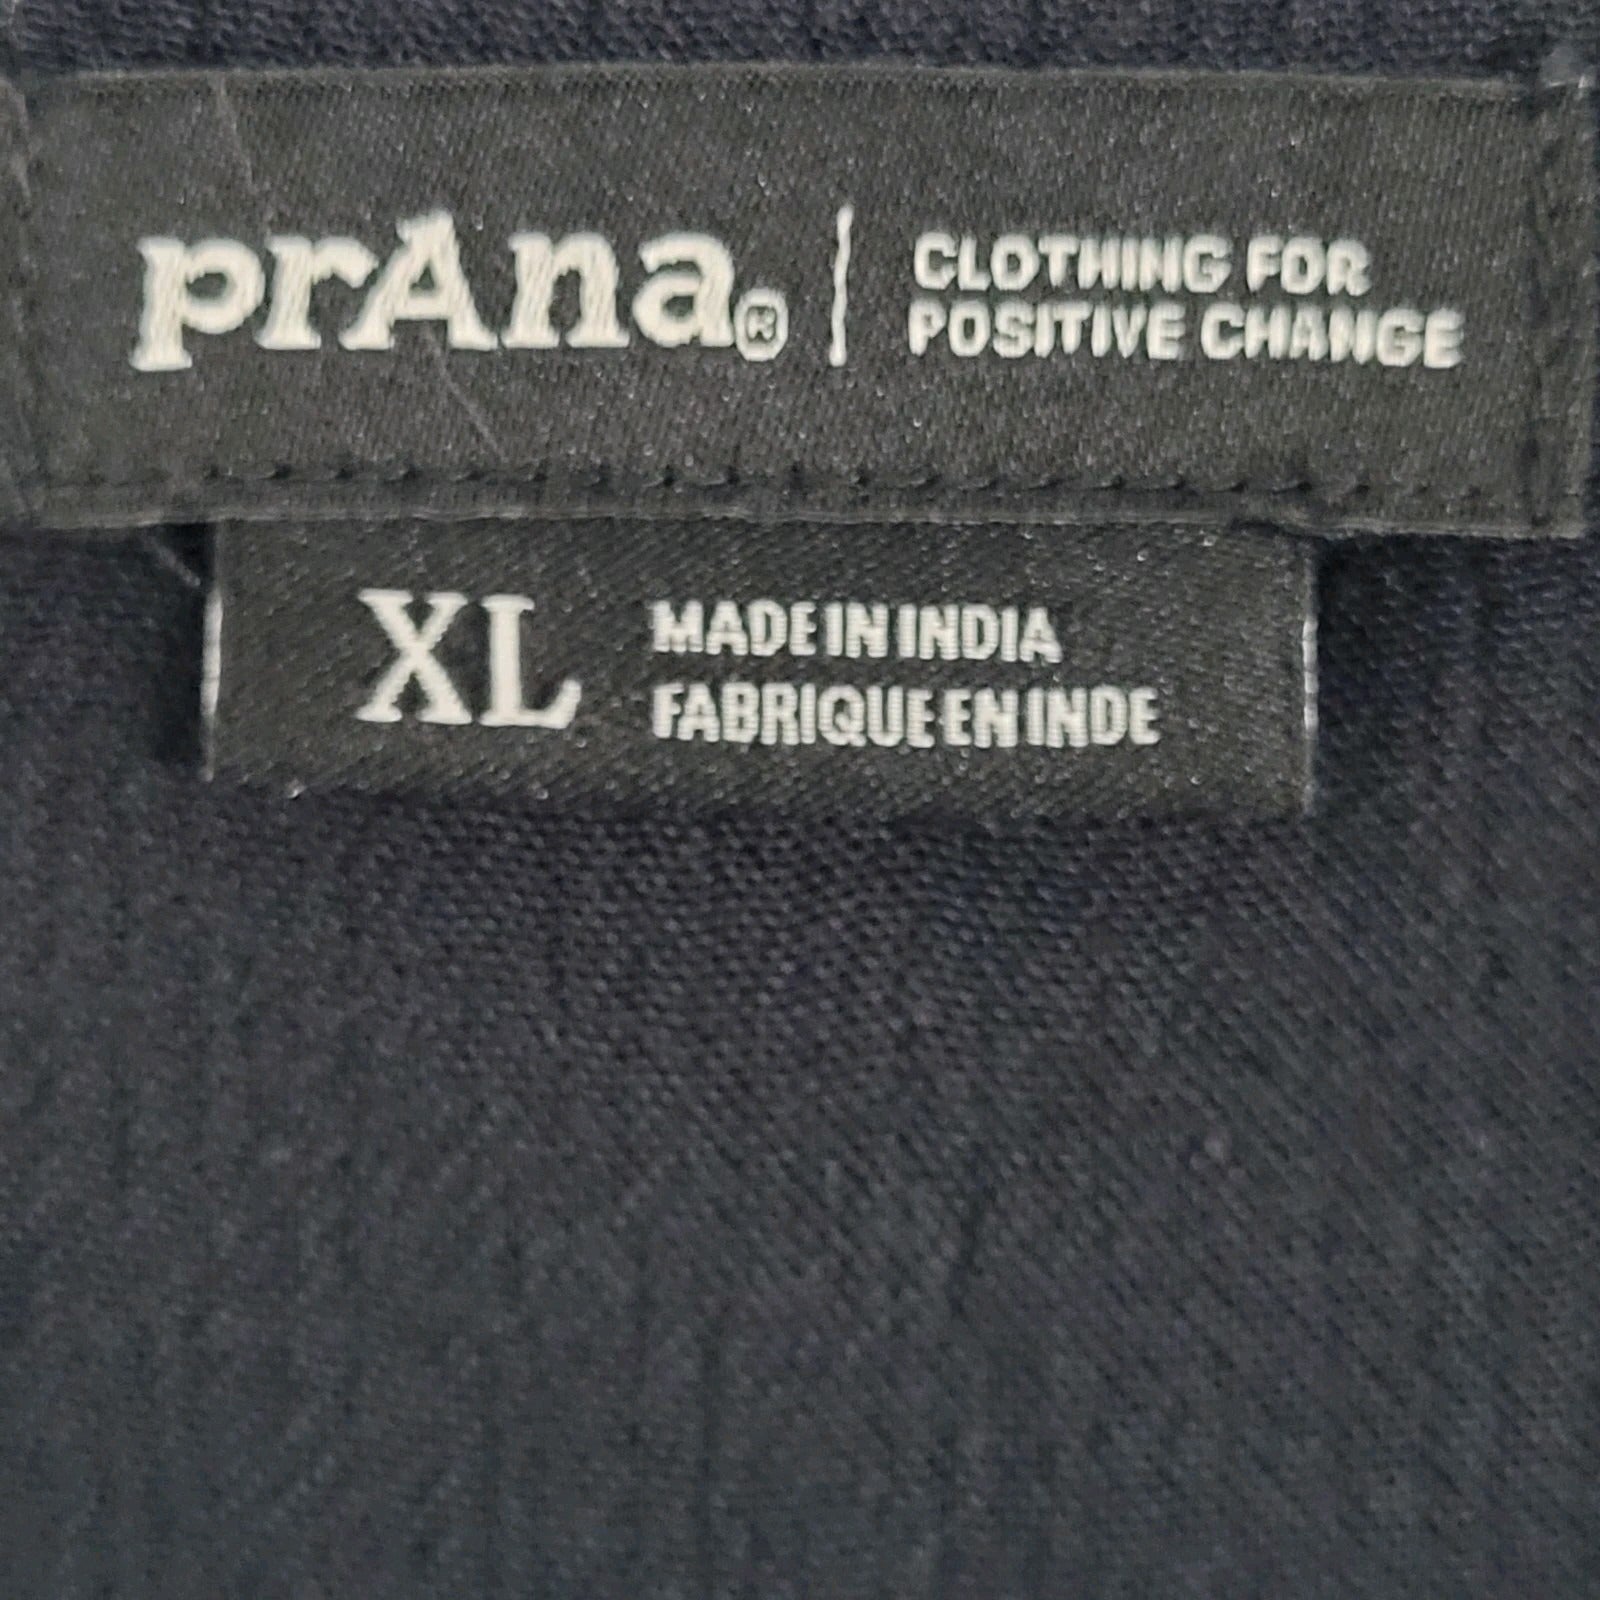 prAna® | CLOTHING FOR
POSITIVE CHANGE
XL MADE IN INDIA
FABRIQUE EN INDE